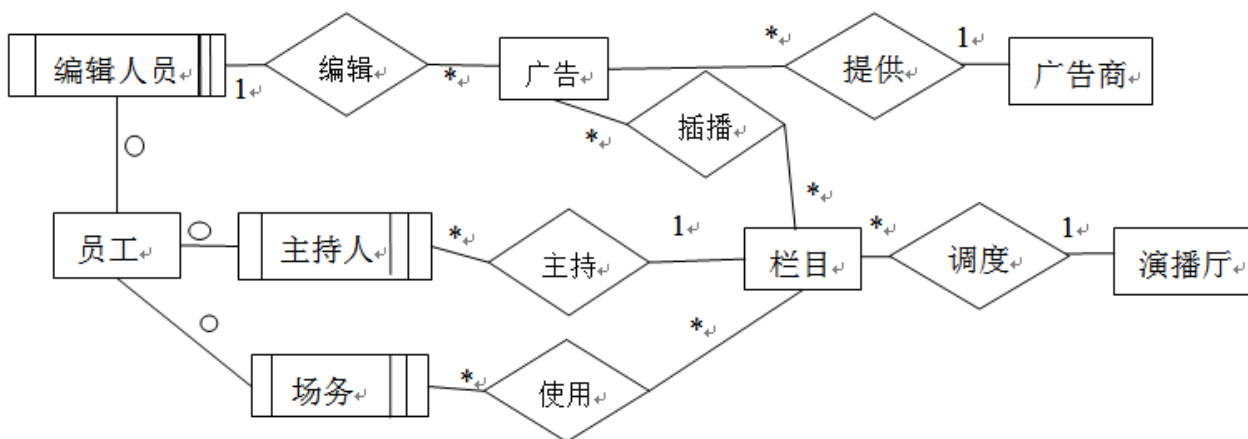 编辑人员 1 编辑 * 广告 * 提供 1 广告商
* 插播 *
员工 主持人 * 主持 1 栏目 * 调度 1 演播厅
场务 * 使用 *